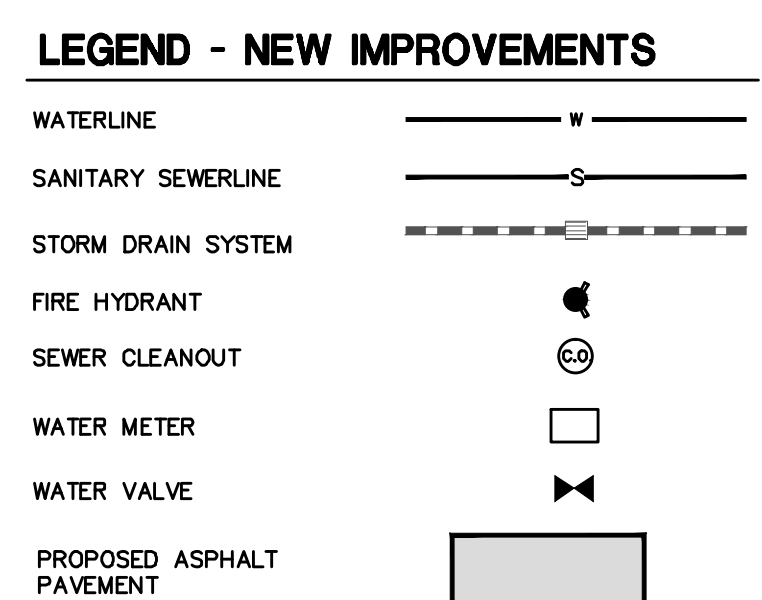 LEGEND - NEW IMPROVEMENTS
WATERLINE W
SANITARY SEWERLINE S
STORM DRAIN SYSTEM
FIRE HYDRANT
SEWER CLEANOUT C.O.
WATER METER
WATER VALVE
PROPOSED ASPHALT
PAVEMENT